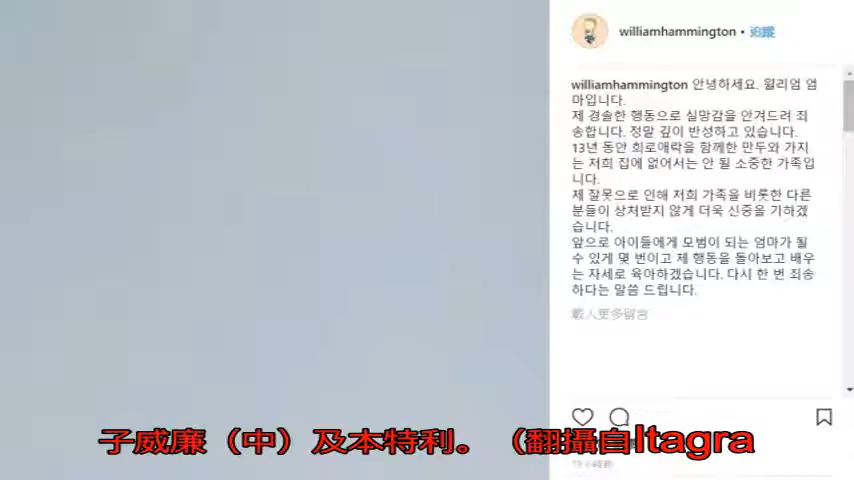 williamhammington • 追蹤
williamhammington 안녕하세요. 윌리엄 엄
마입니다.
제 경솔한 행동으로 실망감을 안겨드려 죄
송합니다. 정말 깊이 반성하고 있습니다.
13년 동안 희로애락을 함께한 만두와 가지
는 저희 집에 없어서는 안 될 소중한 가족입
니다.
제 잘못으로 인해 저희 가족을 비롯한 다른
분들이 상처받지 않게 더욱 신중을 가하겠
습니다.
앞으로 아이들에게 모범이 되는 엄마가 될
수 있게 몇 번이고 제 행동을 돌아보고 배우
는 자세로 육아하겠습니다. 다시 한 번 죄송
하다는 말씀 드립니다.
載入更多留言
子威廉（中）及本特利。（翻攝自Itagra